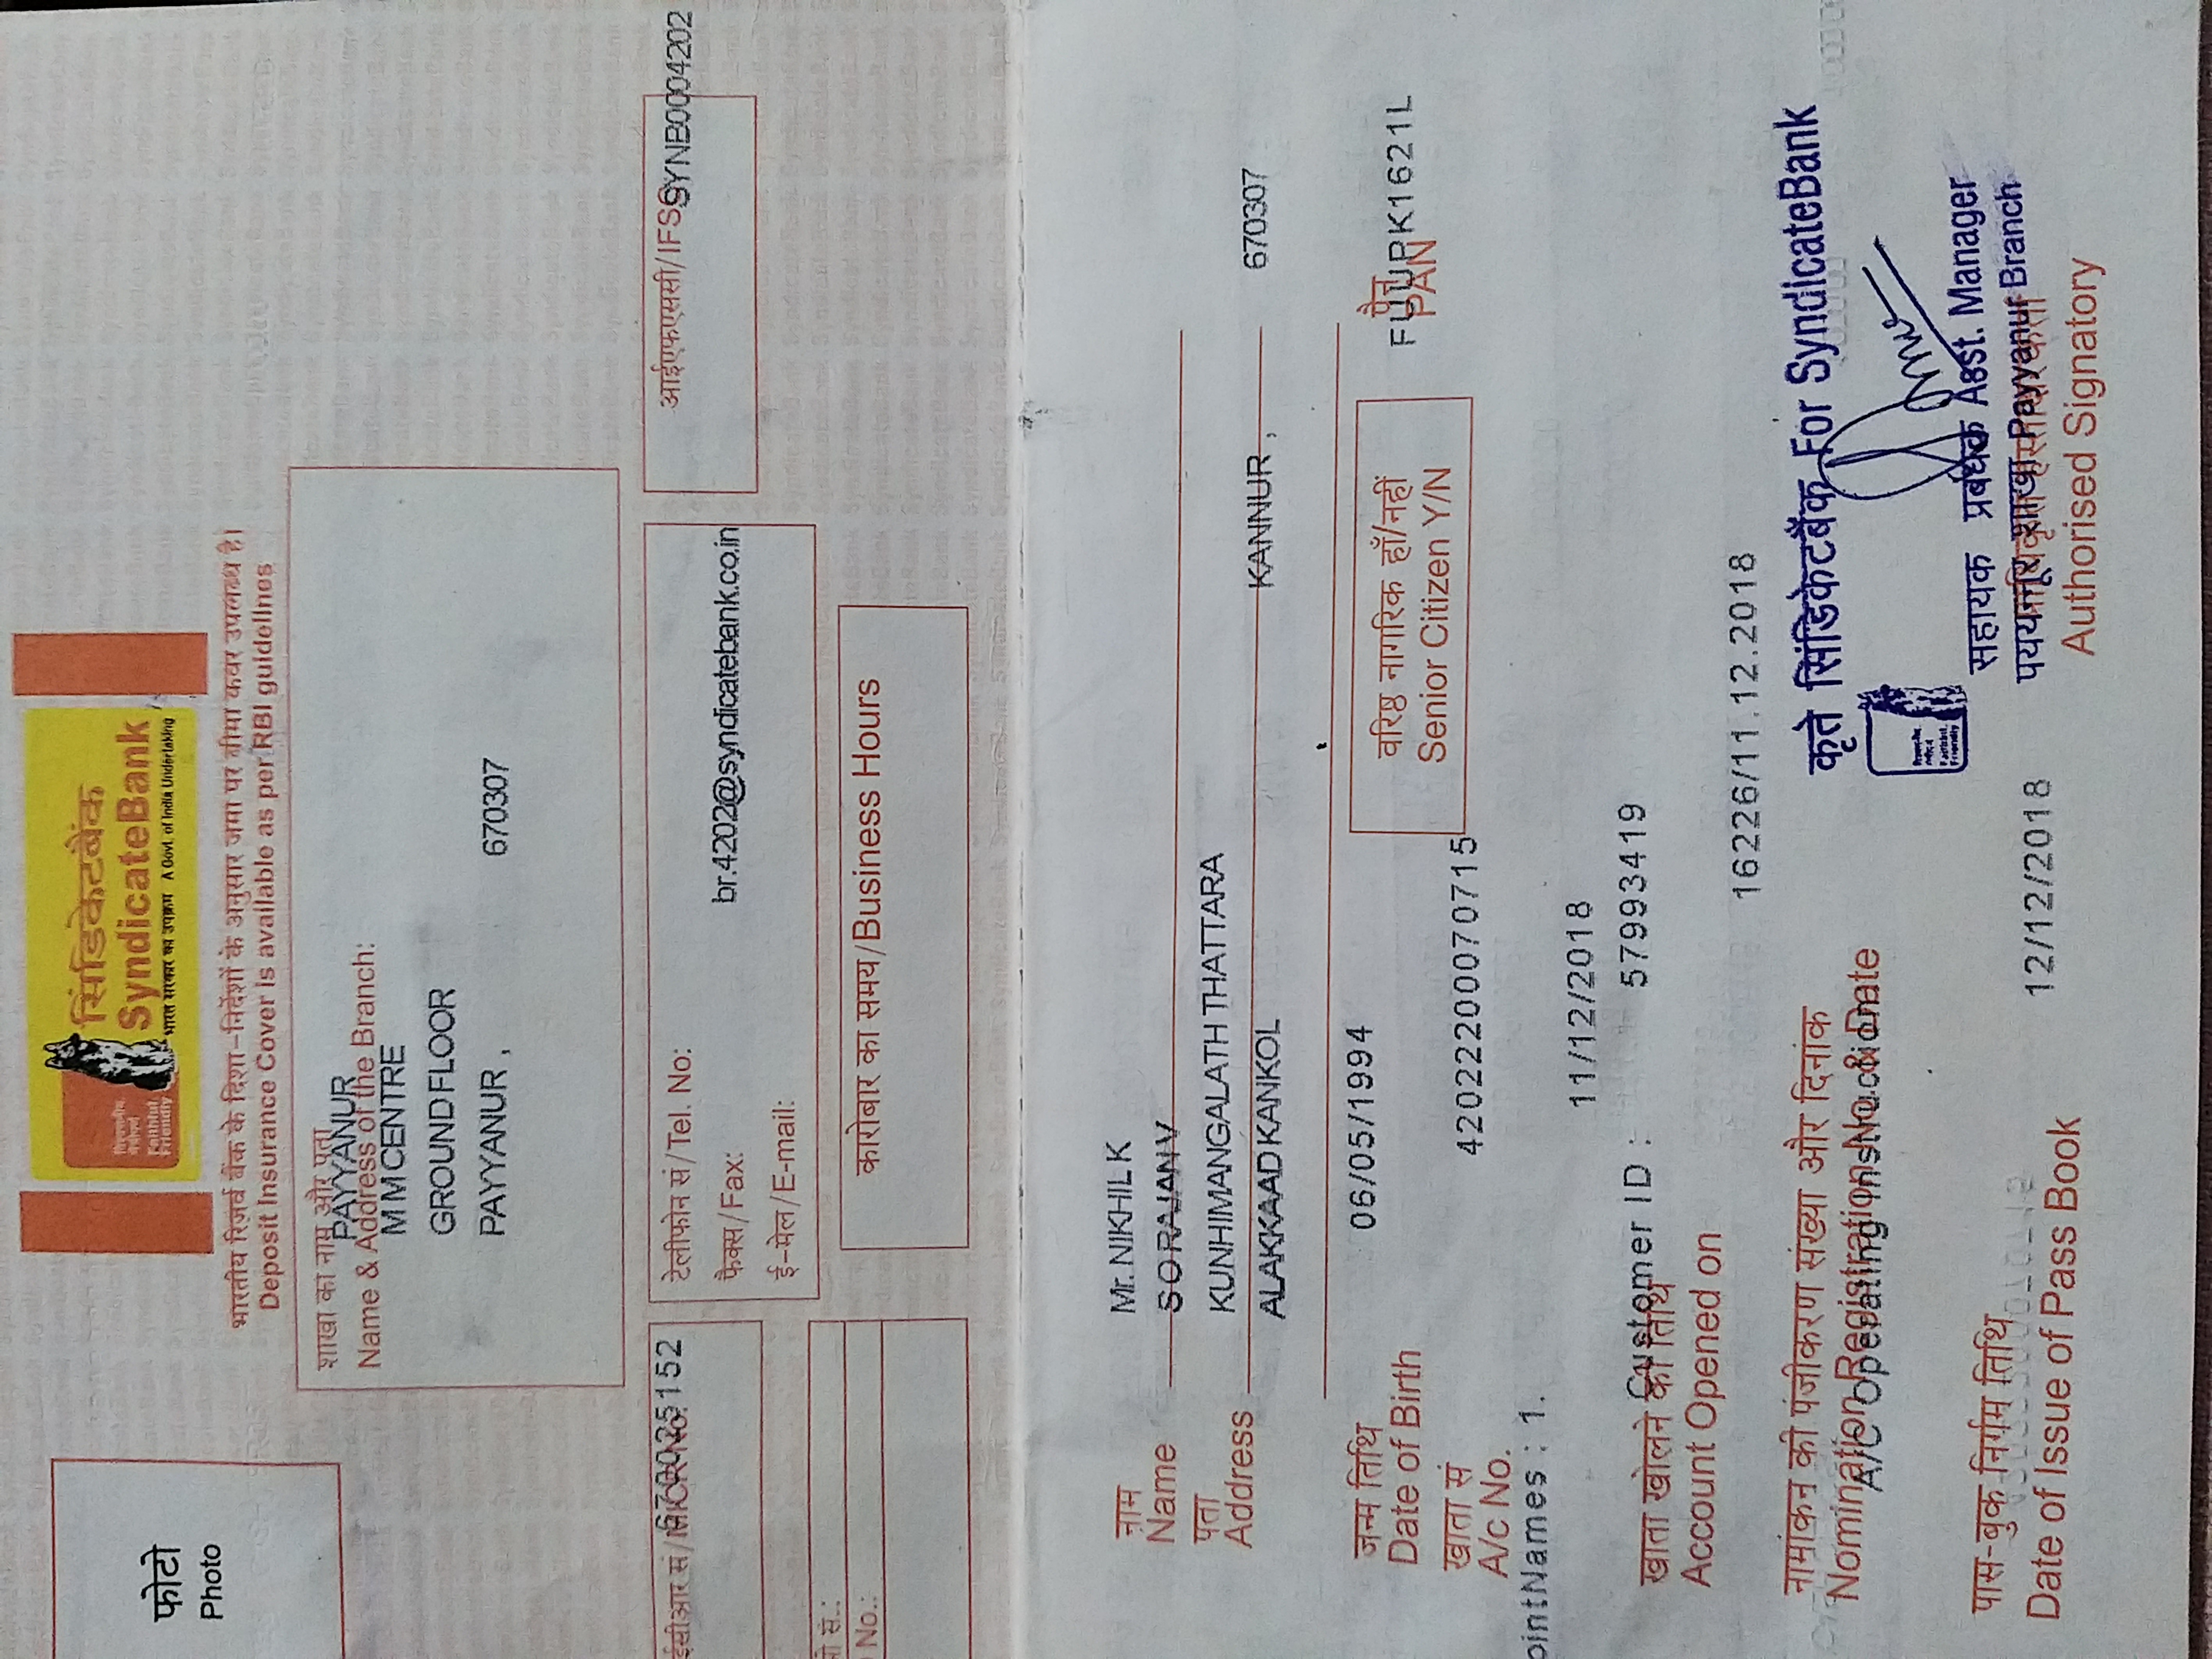 फोटो
Photo
सिंडिकेटबैंक
SyndicateBank
भारत सरकार का उपक्रम A Govt. of India Undertaking
विश्वसनीय,
मैत्रीपूर्ण
Faithful,
Friendly
भारतीय रिज़र्व बैंक के दिशा-निर्देशों के अनुसार जमा पर बीमा कवर उपलब्ध है।
Deposit Insurance Cover is available as per RBI guidelines
शाखा का नाम और पता
PAYYANUR
Name & Address of the Branch:
M M CENTRE
GROUND FLOOR
PAYYANUR , 670307
ईसीआर सं/MICR No. 670025152
टेलीफोन सं/Tel. No:
फैक्स/Fax:
br.4202@syndicatebank.co.in
ई-मेल/E-mail:
आईएफएससी/IFSC SYNB0004202
सं.:
No.:
कारोबार का समय/Business Hours
नाम Mr. NIKHIL K
Name S O RAJAN V
पता KUNHIMANGALATH THATTARA
Address
ALAKKAAD KANKOL KANNUR , 670307
जन्म तिथि 06/05/1994
Date of Birth
वरिष्ठ नागरिक हाँ/नहीं
Senior Citizen Y/N
पैन
FUUPK1621L
PAN
खाता सं 42022200070715
A/c No.
ointNames : 1.
11/12/2018
Customer ID : 57993419
खाता खोलने की तिथि
Account Opened on
16226/11.12.2018
नामांकन की पंजीकरण संख्या और दिनांक
Nomination Registration No. & Date
A/C Operating Instruction:
कृते सिंडिकेटबैंक For SyndicateBank
Faithful,
Friendly
सहायक प्रबंधक Asst. Manager
पययन्नूर शाखा Payyanur Branch
प्राधिकृत हस्ताक्षरकर्ता
Authorised Signatory
पास-बुक निर्गम तिथि
Date of Issue of Pass Book 12/12/2018